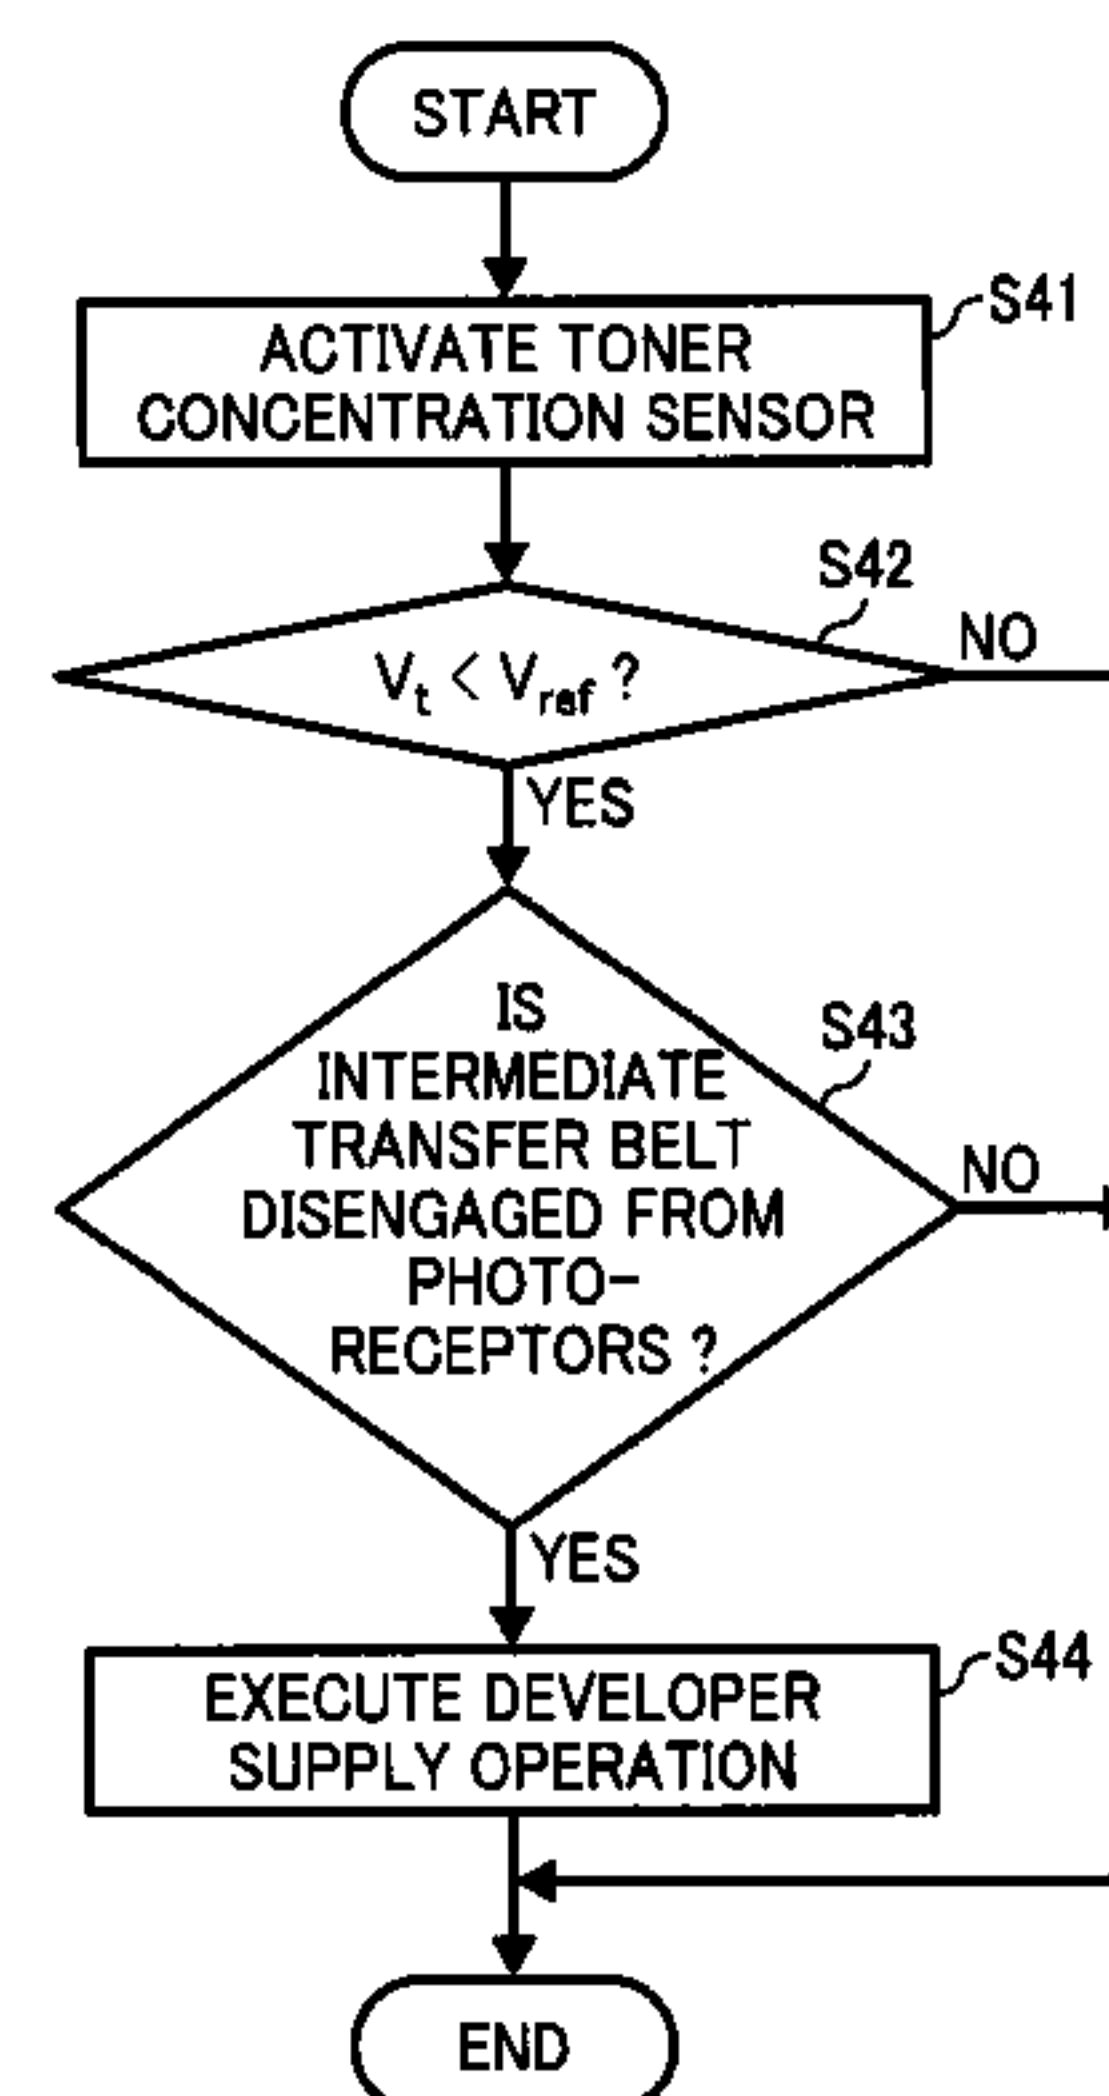 START
S41
ACTIVATE TONER
CONCENTRATION SENSOR
S42
NO
Vt < Vref ?
YES
S43
IS
INTERMEDIATE
TRANSFER BELT
DISENGAGED FROM
PHOTO-
RECEPTORS ?
NO
YES
S44
EXECUTE DEVELOPER
SUPPLY OPERATION
END